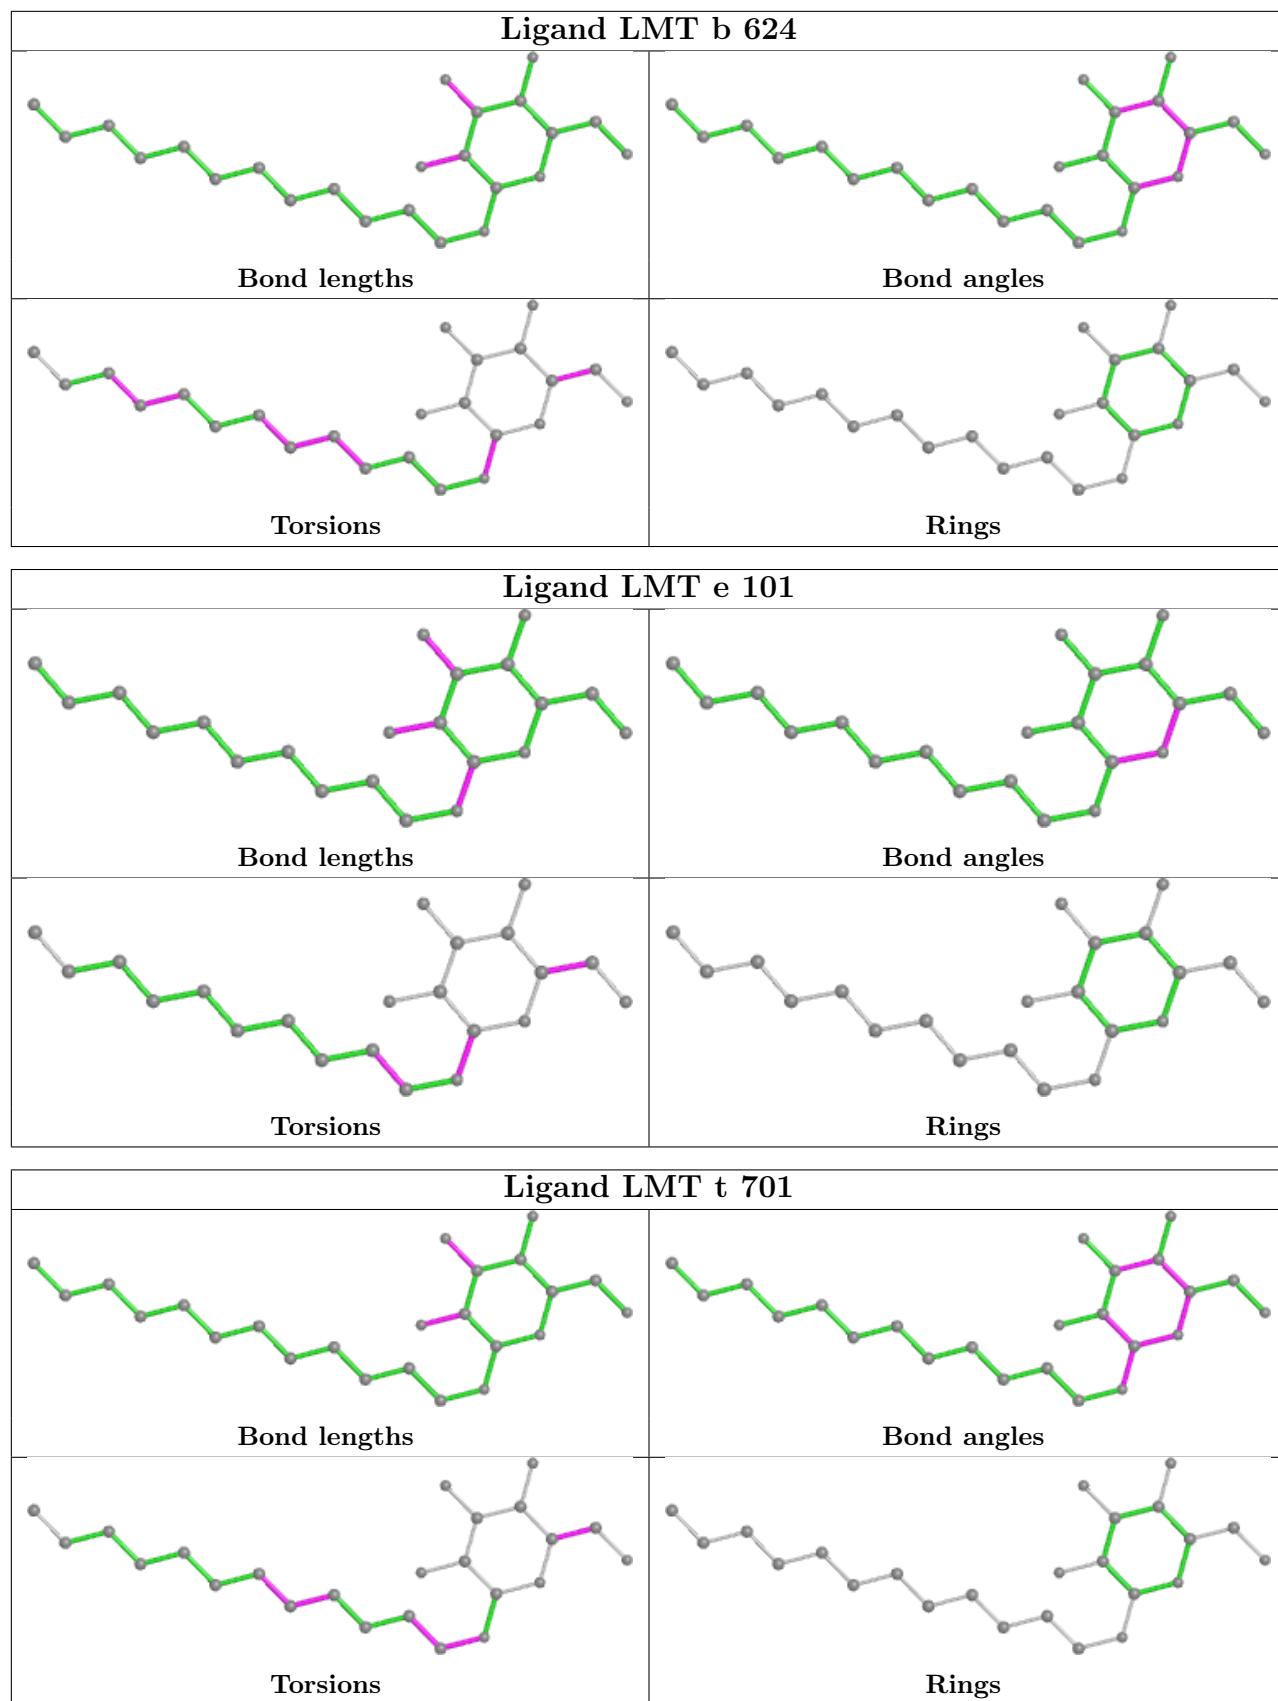 Ligand LMT b 624
Bond lengths
Bond angles
Torsions
Rings
Ligand LMT e 101
Bond lengths
Bond angles
Torsions
Rings
Ligand LMT t 701
Bond lengths
Bond angles
Torsions
Rings